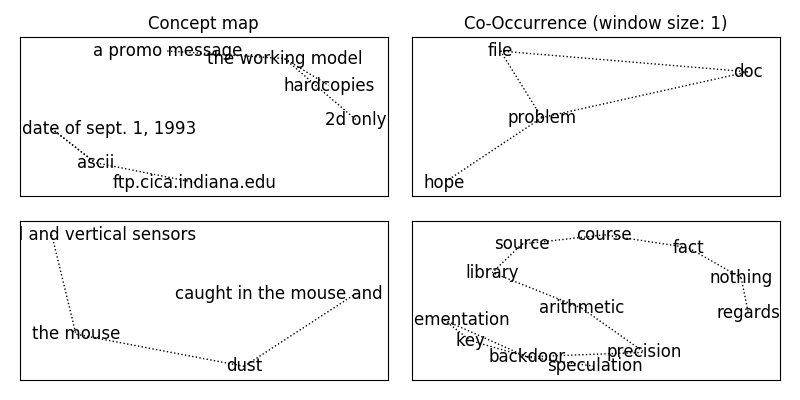 Concept map
Co-Occurrence (window size: 1)
a promo message
the working model
hardcopies
2d only
date of sept. 1, 1993
ascii
ftp.cica.indiana.edu
file
doc
problem
hope
l and vertical sensors
caught in the mouse and
the mouse
dust
source
course
fact
library
nothing
arithmetic
regards
ementation
key
backdoor
precision
speculation